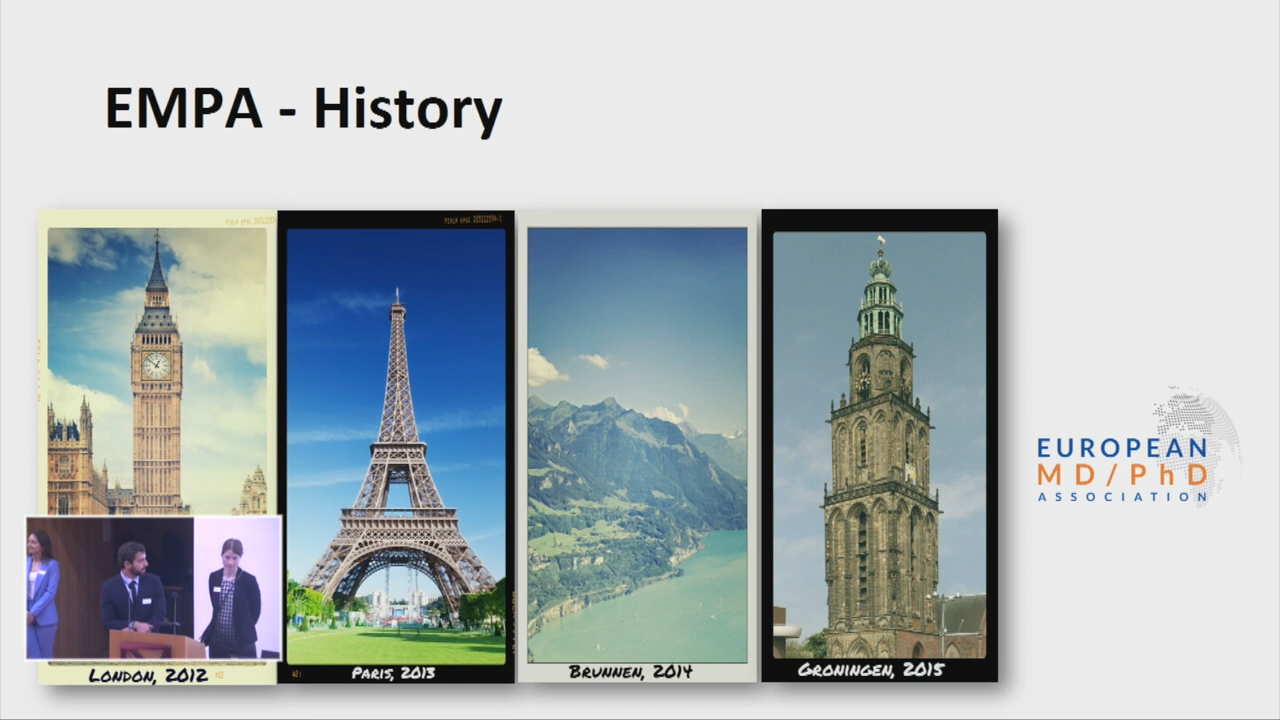 EMPA - History
LONDON, 2012
PARIS, 2013
BRUNNEN, 2014
GRONINGEN, 2015
EUROPEAN
MD/PhD
ASSOCIATION